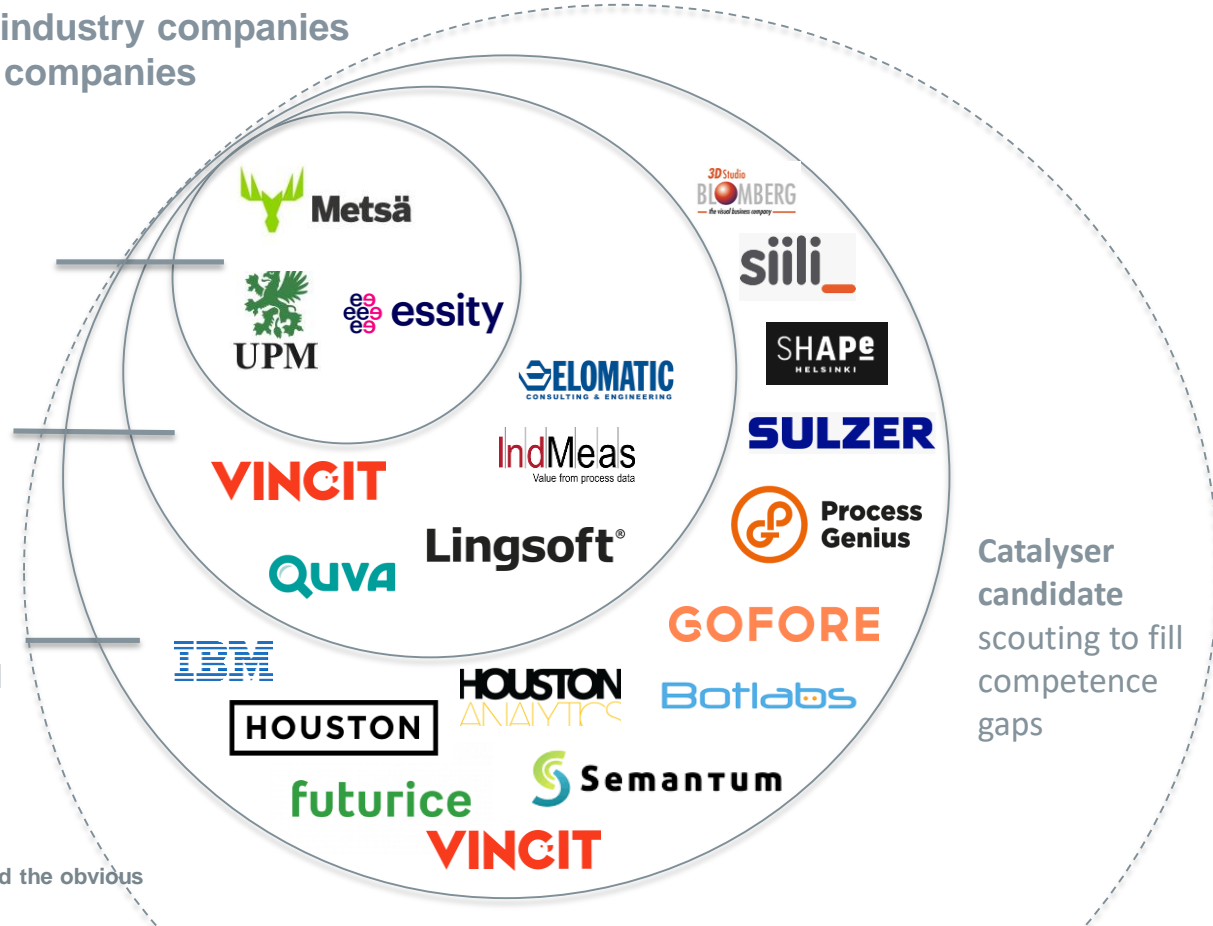 industry companies
companies
Metsä
UPM
essity
3D Studio
BLOMBERG
the visual business company
siili_
SHAPe
HELSINKI
ELOMATIC
CONSULTING & ENGINEERING
SULZER
IndMeas
Value from process data
VINCIT
Process
Genius
Lingsoft®
QUVA
Catalyser
candidate
scouting to fill
competence
gaps
GOFORE
IBM
HOUSTON
ANALYTICS
Botlabs
HOUSTON
Semantum
futurice
VINCIT
d the obvious